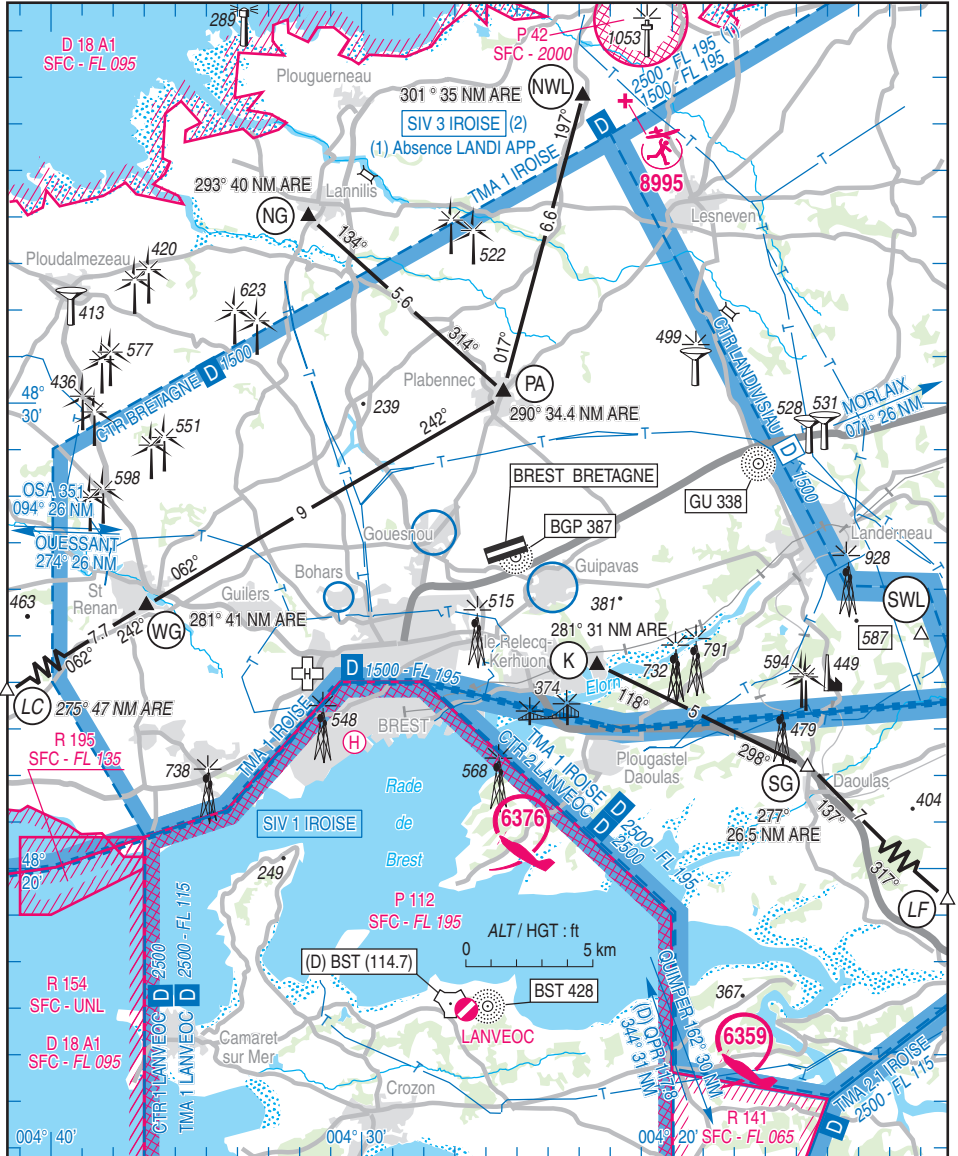 D 18 A1
SFC - FL 095
289
Plouguerneau
P 42
SFC - 2000
1053
2500 - FL 195 (1)
1500 - FL 195
NWL
301 ° 35 NM ARE
197°
SIV 3 IROISE (2)
(1) Absence LANDI APP
D
8995
TMA 1 IROISE
Lannilis
293° 40 NM ARE
NG
134°
6.6
Lesneven
522
Ploudalmezeau
420
413
623
5.6
577
314°
017°
499
CTR LANDIVISIAU
436
48°
30'
CTR BRETAGNE D 1500
Plabennec
PA
290° 34.4 NM ARE
239
242°
551
528
531
MORLAIX
071° 26 NM
D 1500
598
OSA 351
094° 26 NM
OUESSANT
274° 26 NM
9
BREST BRETAGNE
BGP 387
GU 338
Gouesnou
Landerneau
928
062°
Bohars
Guipavas
St
Renan
Guilers
463
WG
281° 41 NM ARE
381
515
SWL
587
7.7
242°
062°
le Relecq-
Kerhuon
281° 31 NM ARE
K
732
791
594
449
D 1500 - FL 195
H
Elorn
118°
5
LC
275° 47 NM ARE
374
548
BREST
H
479
R 195
SFC - FL 135
TMA 1 IROISE
Plougastel
Daoulas
298°
738
568
TMA 1 IROISE
CTR 2 LANVEOC
D 2500 - FL 195
D 2500
SG
277°
26.5 NM ARE
Daoulas
137°
7
404
Rade
de
Brest
SIV 1 IROISE
6376
48°
20'
249
317°
LF
P 112
SFC - FL 195
ALT / HGT : ft
0 5 km
CTR 1 LANVEOC D 2500
TMA 1 LANVEOC D 2500 - FL 115
(D) BST (114.7)
BST 428
LANVEOC
R 154
SFC - UNL
D 18 A1
SFC - FL 095
QUIMPER 162° 30 NM
(D) QPR 117.8
344° 31 NM
367
6359
Camaret
sur Mer
Crozon
TMA 2.1 IROISE
2500 - FL 115
D
R 141
SFC - FL 065
004° 40'
004° 30'
004° 20'